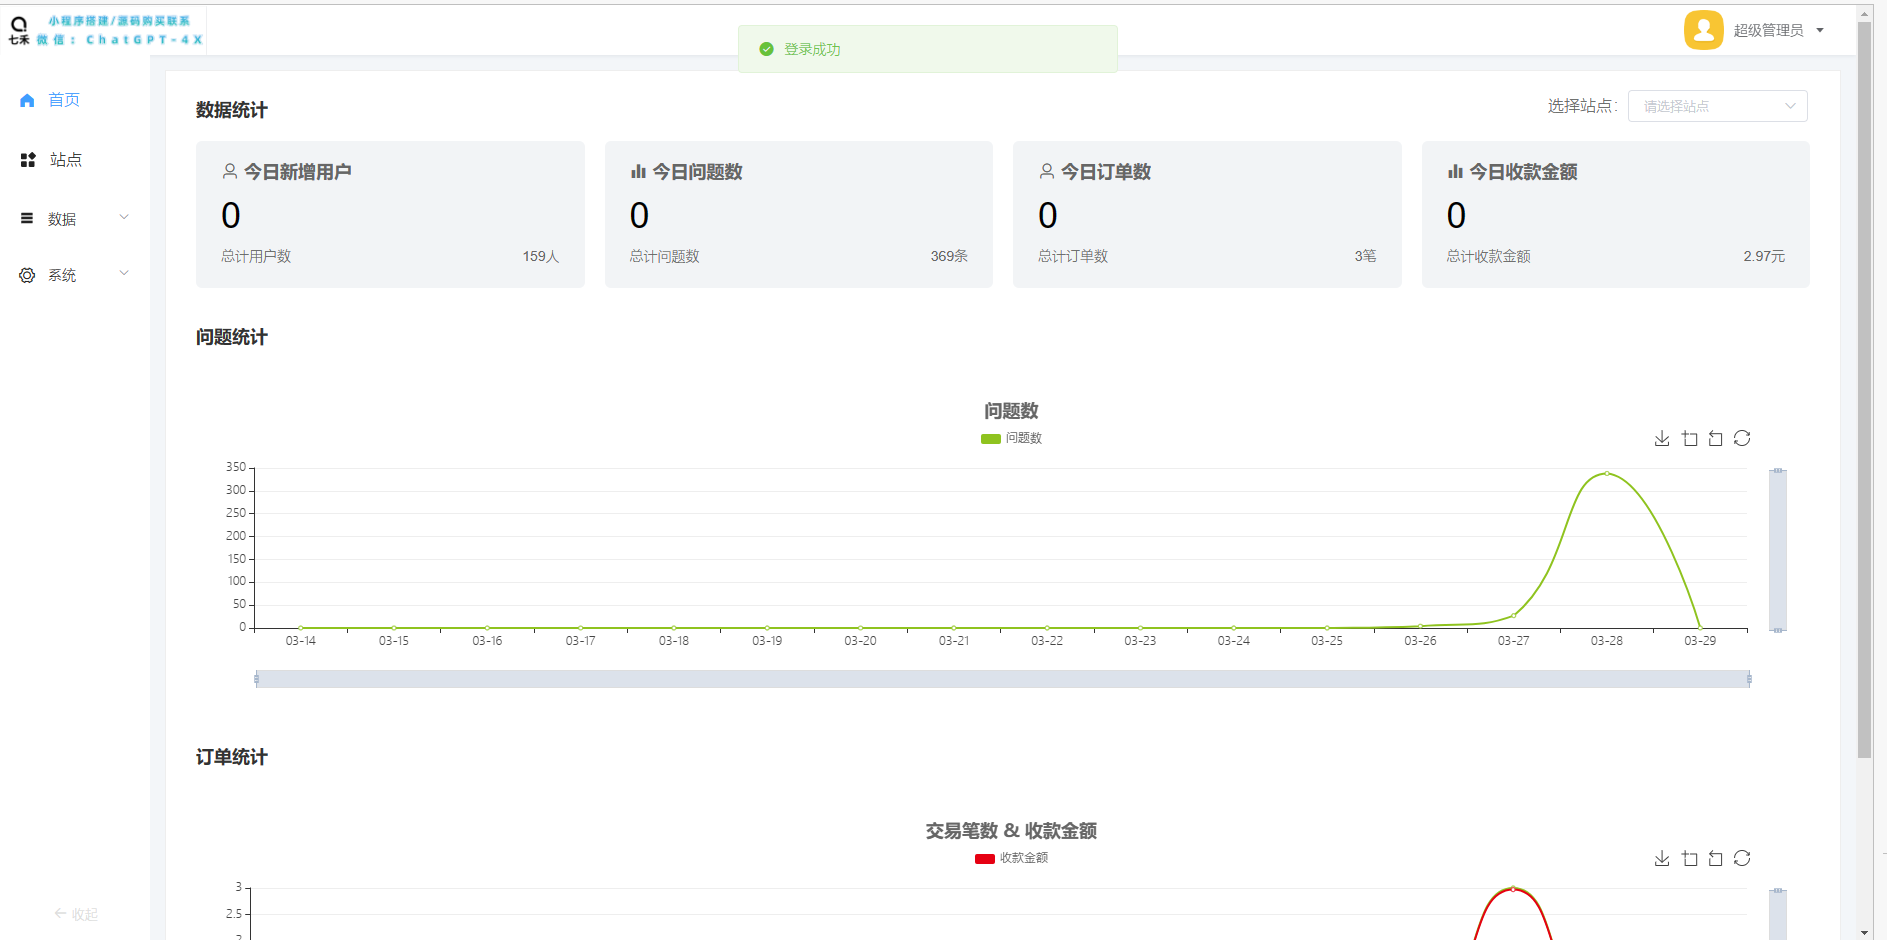 小程序搭建/源码购买联系
七禾 微信：ChatGPT-4X
登录成功
超级管理员
首页
站点
数据
系统
收起
数据统计
选择站点：
请选择站点
今日新增用户
0
总计用户数 159人
今日问题数
0
总计问题数 369条
今日订单数
0
总计订单数 3笔
今日收款金额
0
总计收款金额 2.97元
问题统计
问题数
问题数
350
300
250
200
150
100
50
0
03-14 03-15 03-16 03-17 03-18 03-19 03-20 03-21 03-22 03-23 03-24 03-25 03-26 03-27 03-28 03-29
订单统计
交易笔数 & 收款金额
收款金额
3
2.5
2